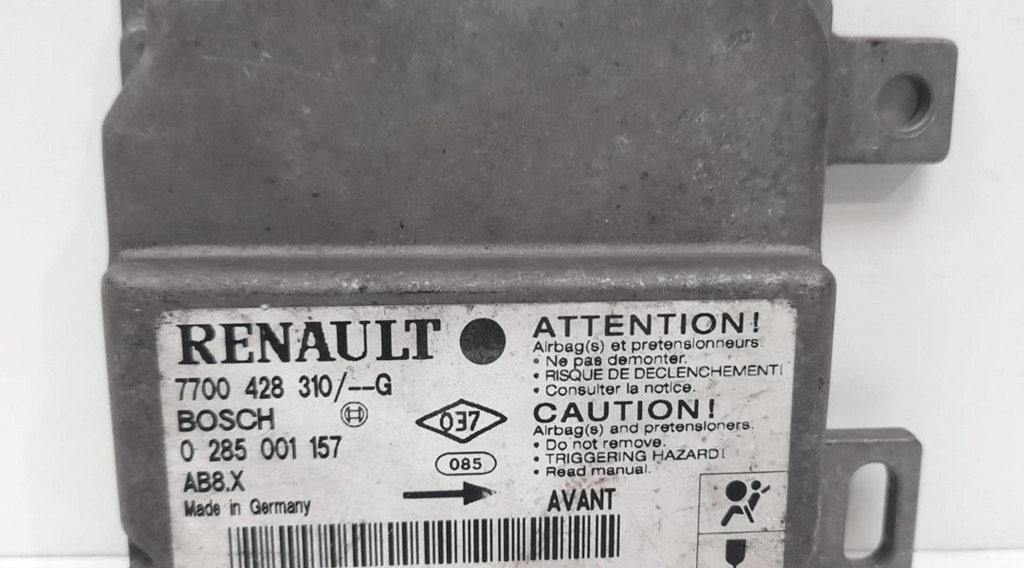 RENAULT
7700 428 310/--G
BOSCH
0 285 001 157
AB8.X
Made in Germany
037
085
ATTENTION!
Airbag(s) et pretensionneurs.
• Ne pas demonter.
• RISQUE DE DECLENCHEMENT!
• Consulter la notice.
CAUTION!
Airbag(s) and pretensioners.
• Do not remove.
• TRIGGERING HAZARD!
• Read manual.
AVANT